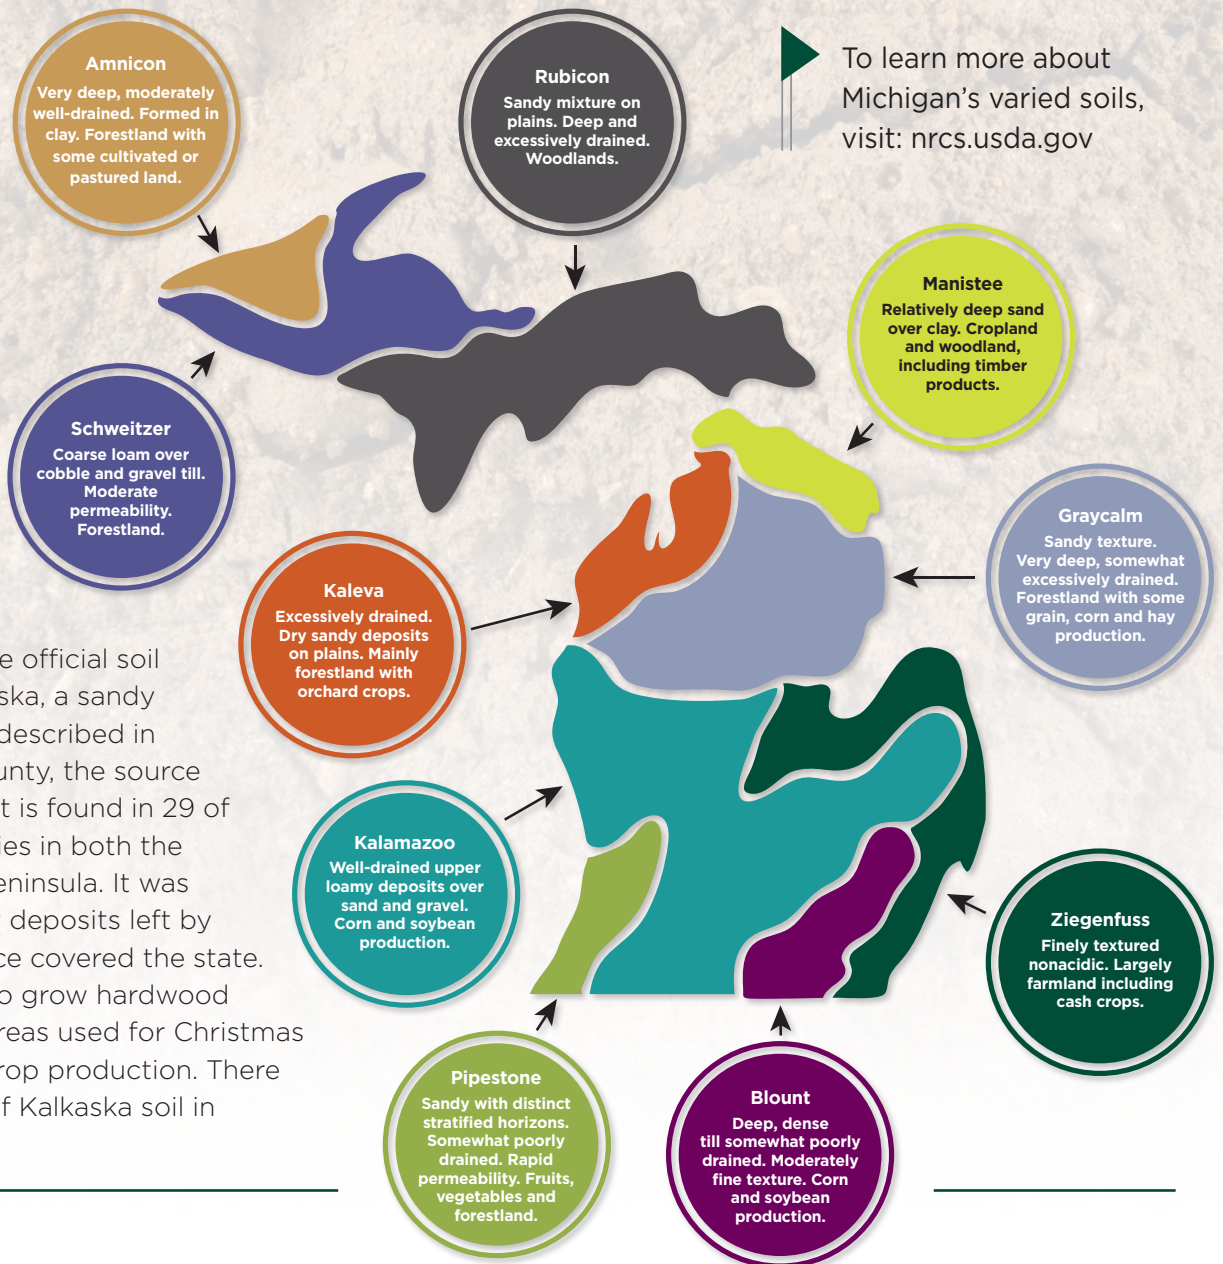 Amnicon
Very deep, moderately
well-drained. Formed in
clay. Forestland with
some cultivated or
pastured land.
Rubicon
Sandy mixture on
plains. Deep and
excessively drained.
Woodlands.
To learn more about
Michigan's varied soils,
visit: nrcs.usda.gov
Manistee
Relatively deep sand
over clay. Cropland
and woodland,
including timber
products.
Schweitzer
Coarse loam over
cobble and gravel till.
Moderate
permeability.
Forestland.
Graycalm
Sandy texture.
Very deep, somewhat
excessively drained.
Forestland with some
grain, corn and hay
production.
Kaleva
Excessively drained.
Dry sandy deposits
on plains. Mainly
forestland with
orchard crops.
official soil
a sandy
described in
the source
t is found in 29 of
in both the
It was
deposits left by
covered the state.
o grow hardwood
used for Christmas
production. There
f Kalkaska soil in
Kalamazoo
Well-drained upper
loamy deposits over
sand and gravel.
Corn and soybean
production.
Ziegenfuss
Finely textured
nonacidic. Largely
farmland including
cash crops.
Pipestone
Sandy with distinct
stratified horizons.
Somewhat poorly
drained. Rapid
permeability. Fruits,
vegetables and
forestland.
Blount
Deep, dense
till somewhat poorly
drained. Moderately
fine texture. Corn
and soybean
production.